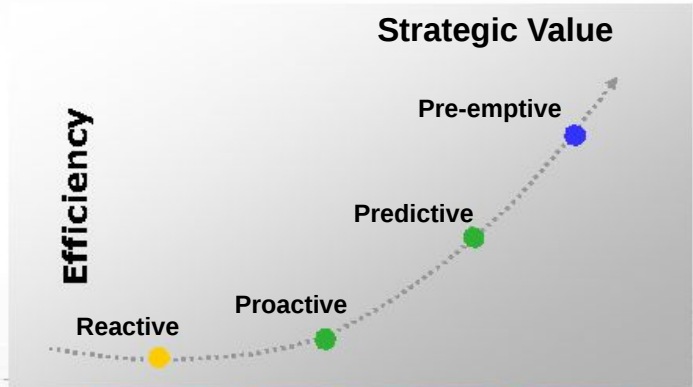 Strategic Value
Pre-emptive
Efficiency
Predictive
Proactive
Reactive